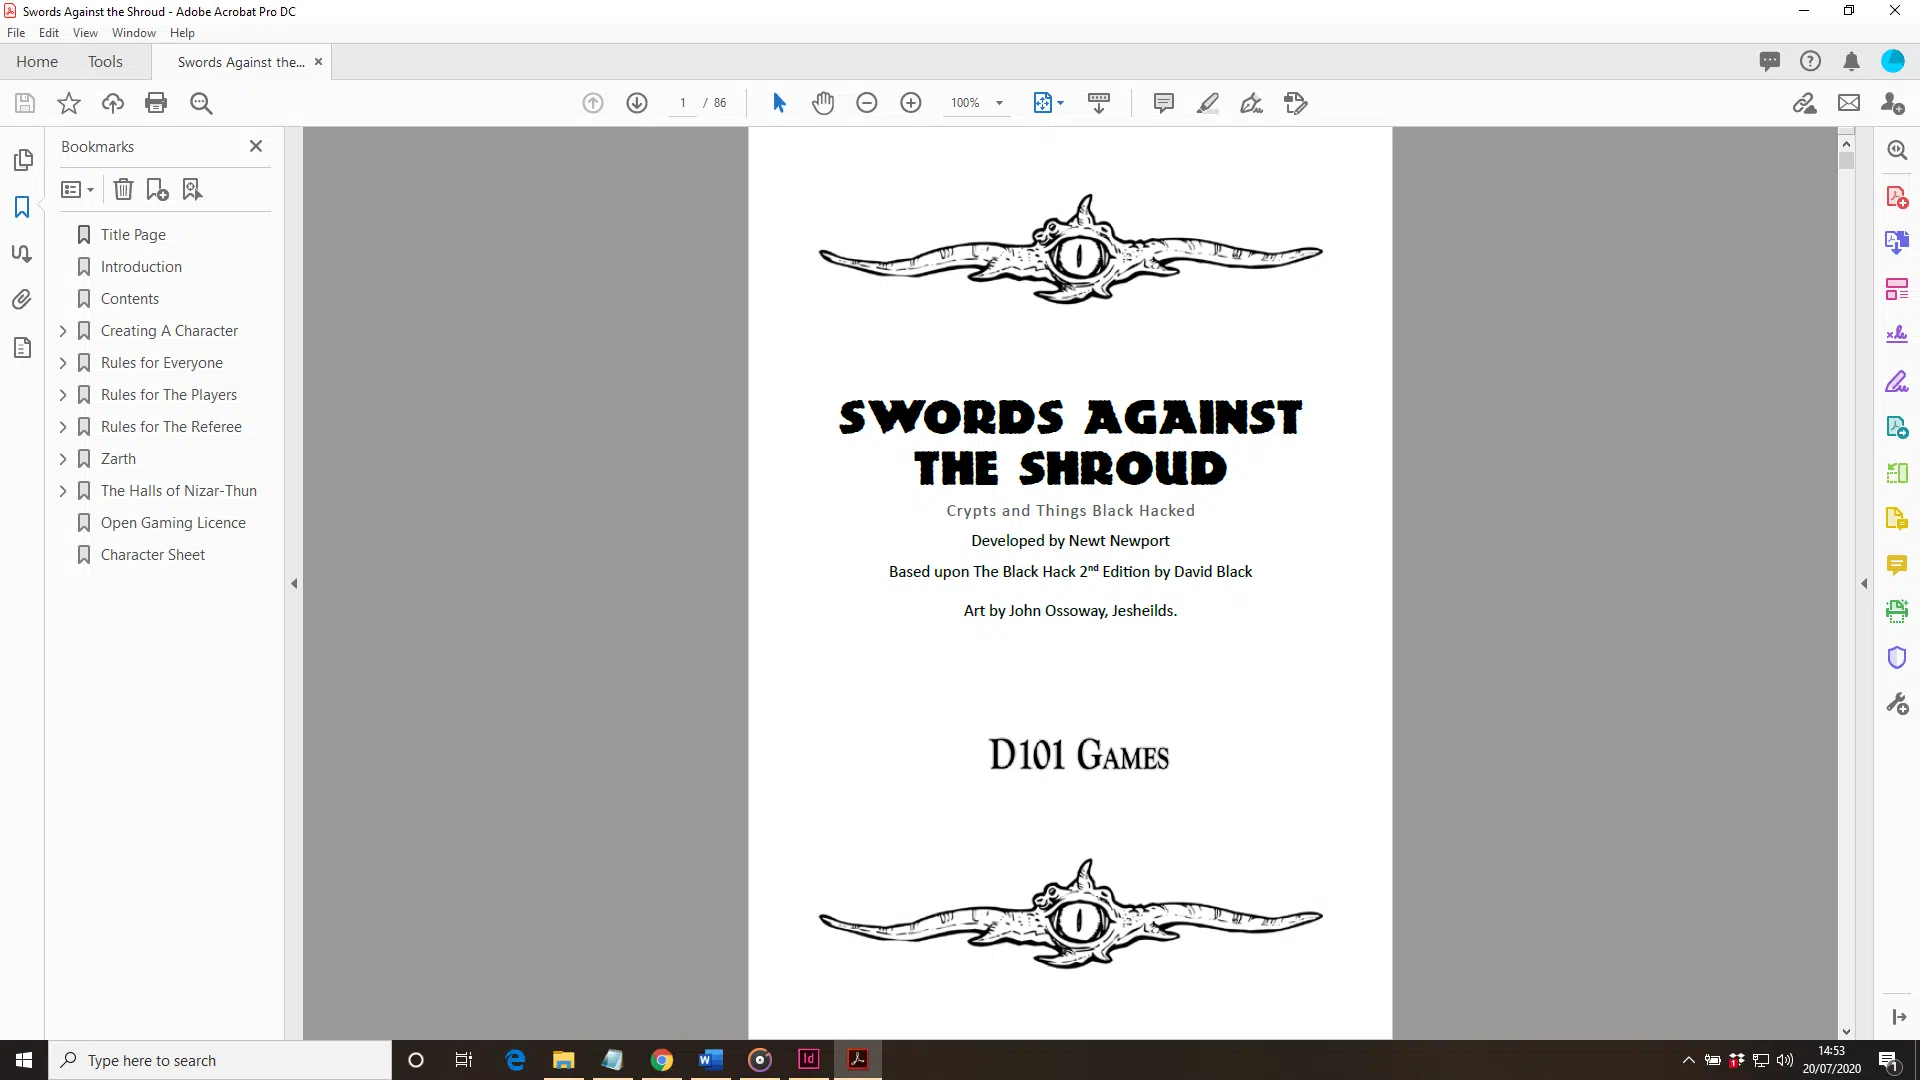 Swords Against the Shroud - Adobe Acrobat Pro DC
File Edit View Window Help
Home Tools Swords Against the...
1 / 86 100%
Bookmarks
Title Page
Introduction
Contents
Creating A Character
Rules for Everyone
Rules for The Players
Rules for The Referee
Zarth
The Halls of Nizar-Thun
Open Gaming Licence
Character Sheet
SWORDS AGAINST
THE SHROUD
Crypts and Things Black Hacked
Developed by Newt Newport
Based upon The Black Hack 2nd Edition by David Black
Art by John Ossoway, Jesheilds.
D101 GAMES
Type here to search
14:53
20/07/2020